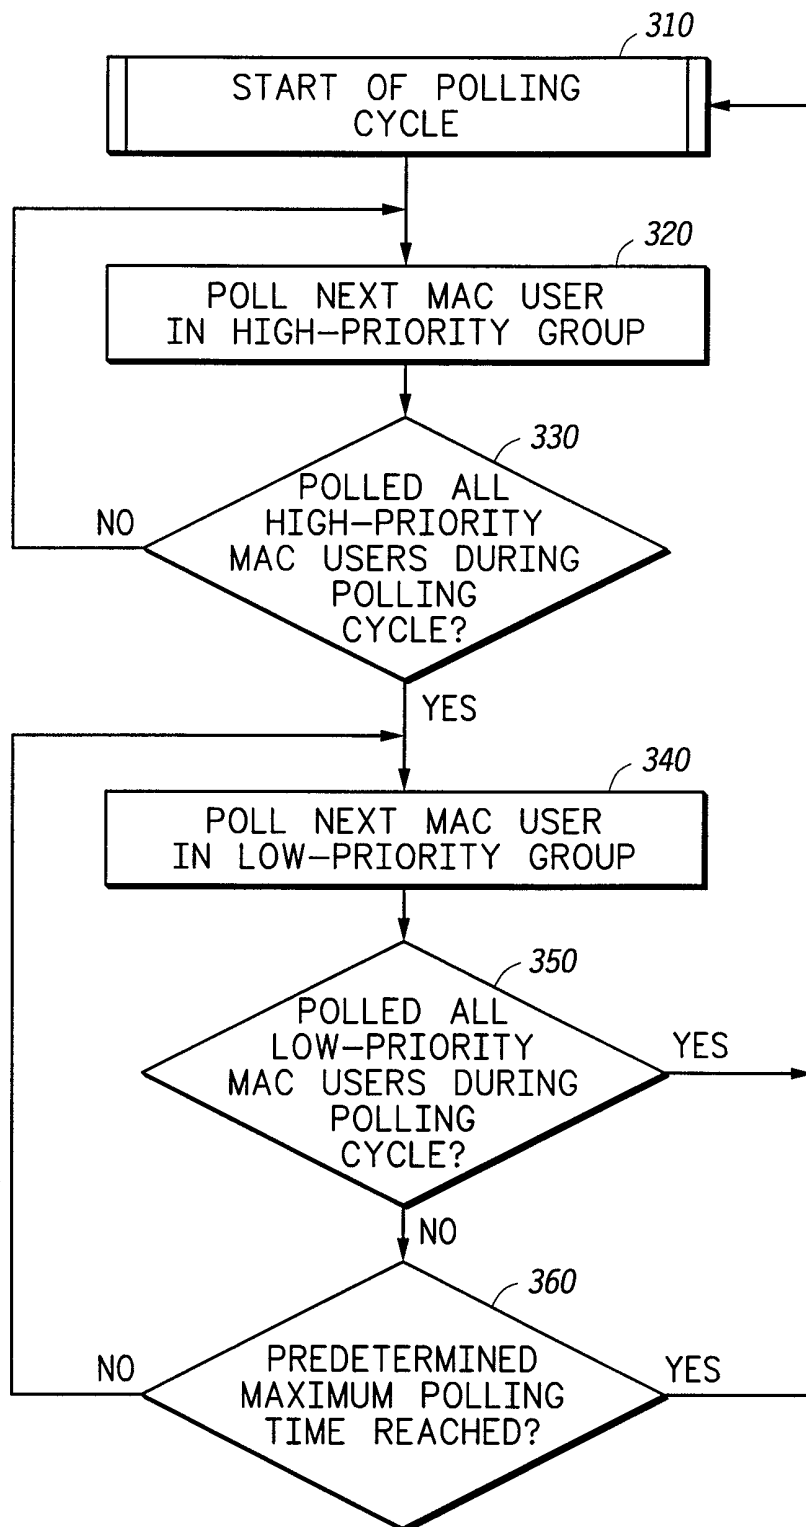 310
START OF POLLING
CYCLE
320
POLL NEXT MAC USER
IN HIGH-PRIORITY GROUP
330
POLLED ALL
HIGH-PRIORITY
MAC USERS DURING
POLLING
CYCLE?
NO
YES
340
POLL NEXT MAC USER
IN LOW-PRIORITY GROUP
350
POLLED ALL
LOW-PRIORITY
MAC USERS DURING
POLLING
CYCLE?
YES
NO
360
PREDETERMINED
MAXIMUM POLLING
TIME REACHED?
NO
YES